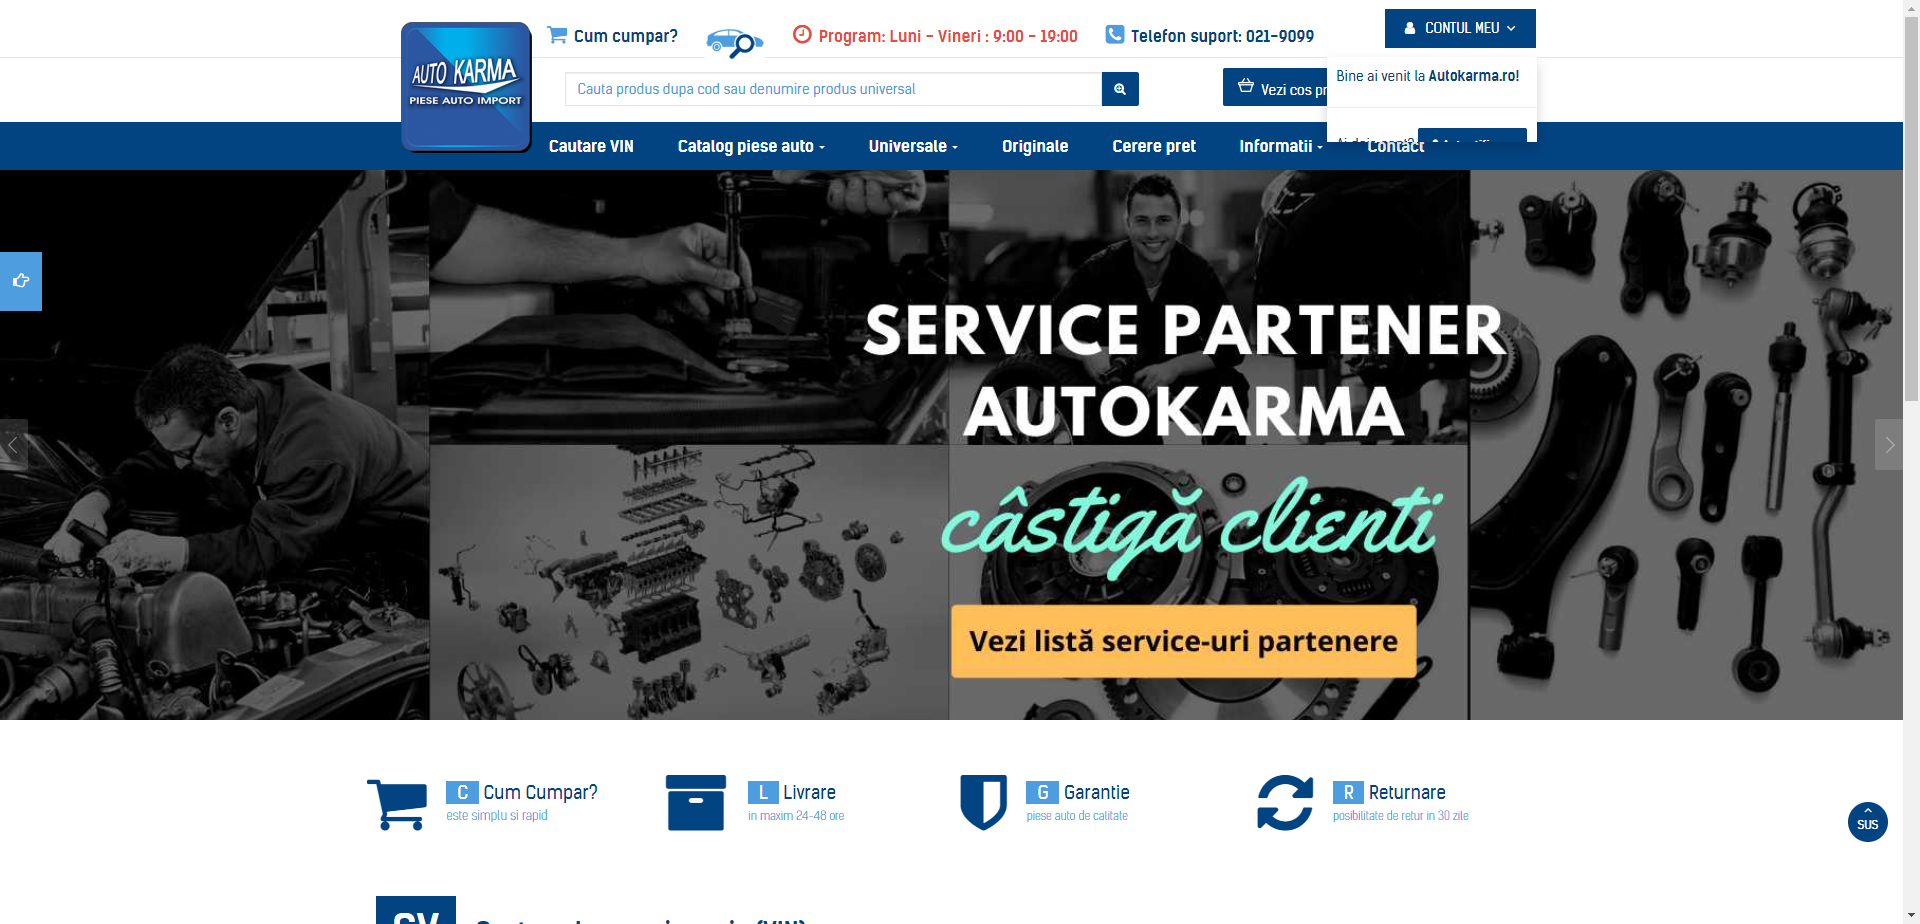 AUTO KARMA
PIESE AUTO IMPORT
Cum cumpar?
Program: Luni - Vineri : 9:00 - 19:00
Telefon suport: 021-9099
CONTUL MEU
Bine ai venit la Autokarma.ro!
Cauta produs dupa cod sau denumire produs universal
Vezi cos pr
Cautare VIN
Catalog piese auto
Universale
Originale
Cerere pret
Informatii
Contact
SERVICE PARTENER
AUTOKARMA
câstigă clienti
Vezi listă service-uri partenere
C Cum Cumpar?
este simplu si rapid
L Livrare
in maxim 24-48 ore
G Garantie
piese auto de calitate
R Returnare
posibilitate de retur in 30 zile
SUS